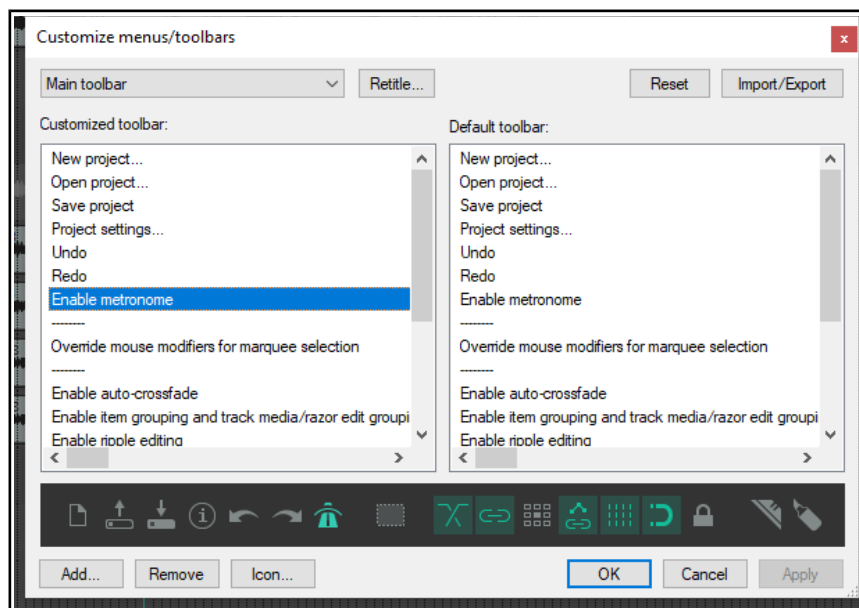 Customize menus/toolbars
x
Main toolbar
Retitle...
Reset
Import/Export
Customized toolbar:
Default toolbar:
New project...
Open project...
Save project
Project settings...
Undo
Redo
Enable metronome
--------
Override mouse modifiers for marquee selection
--------
Enable auto-crossfade
Enable item grouping and track media/razor edit groupi
Enable ripple editing
New project...
Open project...
Save project
Project settings...
Undo
Redo
Enable metronome
--------
Override mouse modifiers for marquee selection
--------
Enable auto-crossfade
Enable item grouping and track media/razor edit groupi
Enable ripple editing
Add...
Remove
Icon...
OK
Cancel
Apply